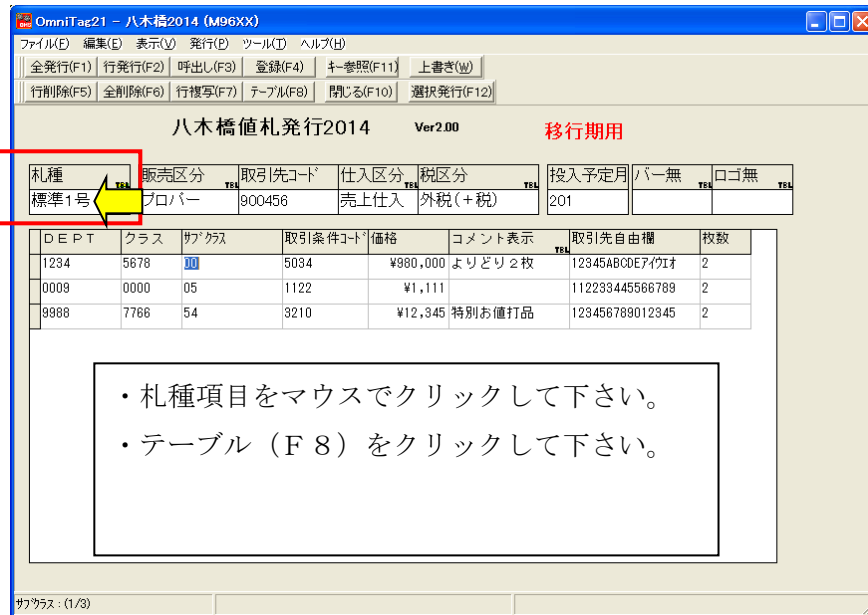 OmniTag21 - 八木橋2014 (M96XX)
ファイル(F) 編集(E) 表示(V) 発行(P) ツール(T) ヘルプ(H)
全発行(F1) 行発行(F2) 呼出し(F3) 登録(F4) キー参照(F11) 上書き(W)
行削除(F5) 全削除(F6) 行複写(F7) テーブル(F8) 閉じる(F10) 選択発行(F12)
八木橋値札発行2014 Ver2.00 移行期用
札種 TBL 販売区分 TBL 取引先コード 仕入区分 TBL 税区分 TBL 投入予定月 バー無 TBL ロゴ無 TBL
標準1号 プロパー 900456 売上仕入 外税(+税) 201
DEPT クラス サブクラス 取引条件コード 価格 コメント表示 TBL 取引先自由欄 枚数
1234 5678 00 5034 ¥980,000 よりどり2枚 12345ABCDEアイウエオ 2
0009 0000 05 1122 ¥1,111 112233445566789 2
9988 7766 54 3210 ¥12,345 特別お値打品 123456789012345 2
・札種項目をマウスでクリックして下さい。
・テーブル(F8)をクリックして下さい。
サブクラス : (1/3)